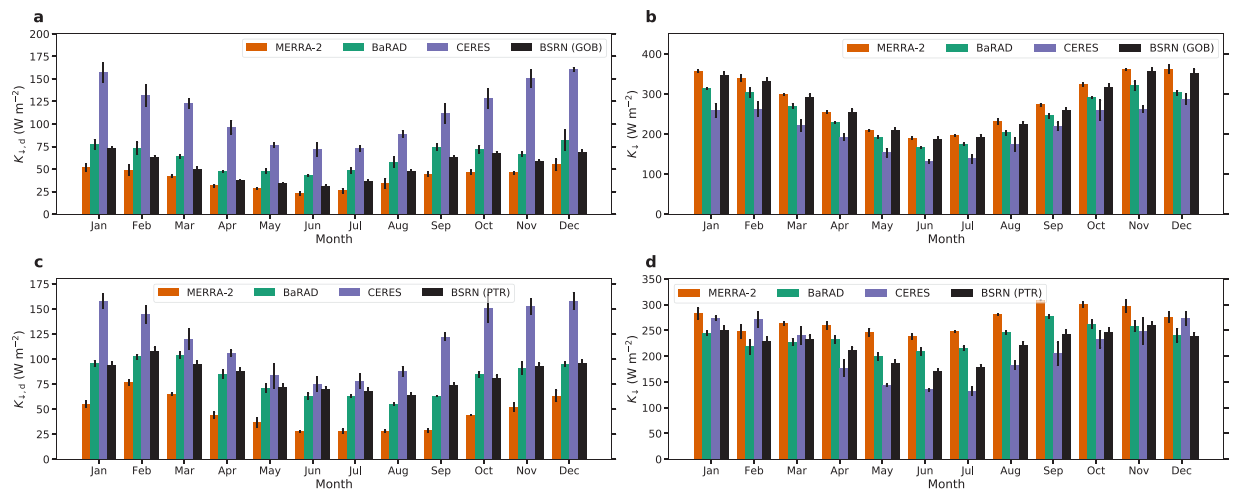 a
MERRA-2 BaRAD CERES BSRN (GOB)
200
175
150
125
100
75
50
25
0
K↓, d (W m−2)
Jan Feb Mar Apr May Jun Jul Aug Sep Oct Nov Dec
Month
b
MERRA-2 BaRAD CERES BSRN (GOB)
400
300
200
100
0
K↓ (W m−2)
Jan Feb Mar Apr May Jun Jul Aug Sep Oct Nov Dec
Month
c
MERRA-2 BaRAD CERES BSRN (PTR)
175
150
125
100
75
50
25
0
K↓, d (W m−2)
Jan Feb Mar Apr May Jun Jul Aug Sep Oct Nov Dec
Month
d
MERRA-2 BaRAD CERES BSRN (PTR)
350
300
250
200
150
100
50
0
K↓ (W m−2)
Jan Feb Mar Apr May Jun Jul Aug Sep Oct Nov Dec
Month